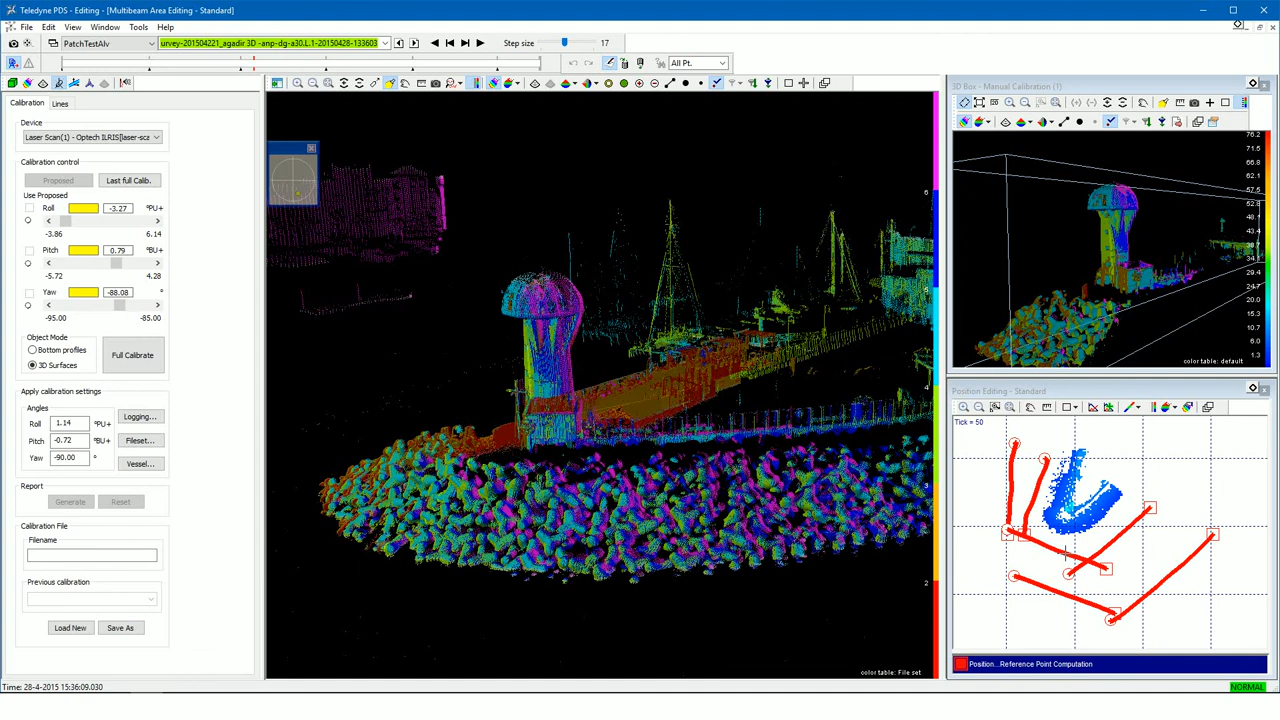 Teledyne PDS - Editing - [Multibeam Area Editing - Standard]
File Edit View Window Tools Help
PatchTestAlv urvey-201504221_agadir 3D -anp-dg-a30.L.1-20150428-133603 Step size 17
All Pt.
Calibration Lines
Device
Laser Scan(1) - Optech ILRIS[laser-sca
Calibration control
Proposed Last full Calib.
Use Proposed
Roll -3.27 °PU+
-3.86 6.14
Pitch 0.79 °BU+
-5.72 4.28
Yaw -88.08 °
-95.00 -85.00
Object Mode
Bottom profiles
3D Surfaces
Full Calibrate
Apply calibration settings
Angles
Roll 1.14 °PU+
Pitch -0.72 °BU+
Yaw -90.00 °
Logging...
Fileset...
Vessel...
Report
Generate Reset
Calibration File
Filename
Previous calibration
Load New Save As
6
5
4
3
2
color table: File set
3D Box - Manual Calibration (1)
76.2
71.5
66.8
62.2
57.5
52.8
48.1
43.4
38.8
34.1
29.4
24.7
20.0
15.3
10.7
6.0
1.3
color table: default
Position Editing - Standard
Tick = 50
Position...Reference Point Computation
Time: 28-4-2015 15:36:09.030
NORMAL